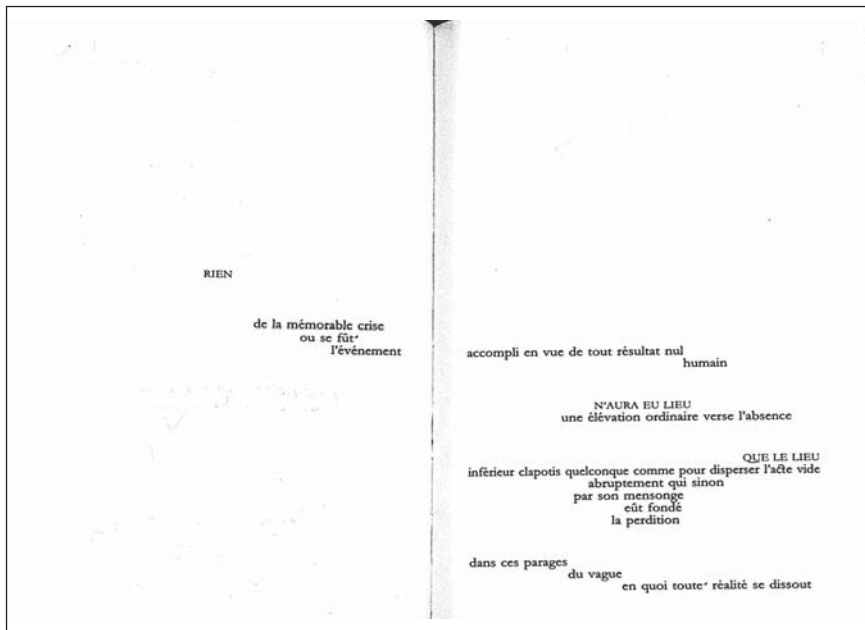 RIEN
de la mémorable crise
ou se fût
l'événement
accompli en vue de tout résultat nul
humain
N'AURA EU LIEU
une élévation ordinaire verse l'absence
QUE LE LIEU
inférieur clapotis quelconque comme pour disperser l'acte vide
abruptement qui sinon
par son mensonge
eût fondé
la perdition
dans ces parages
du vague
en quoi toute réalité se dissout